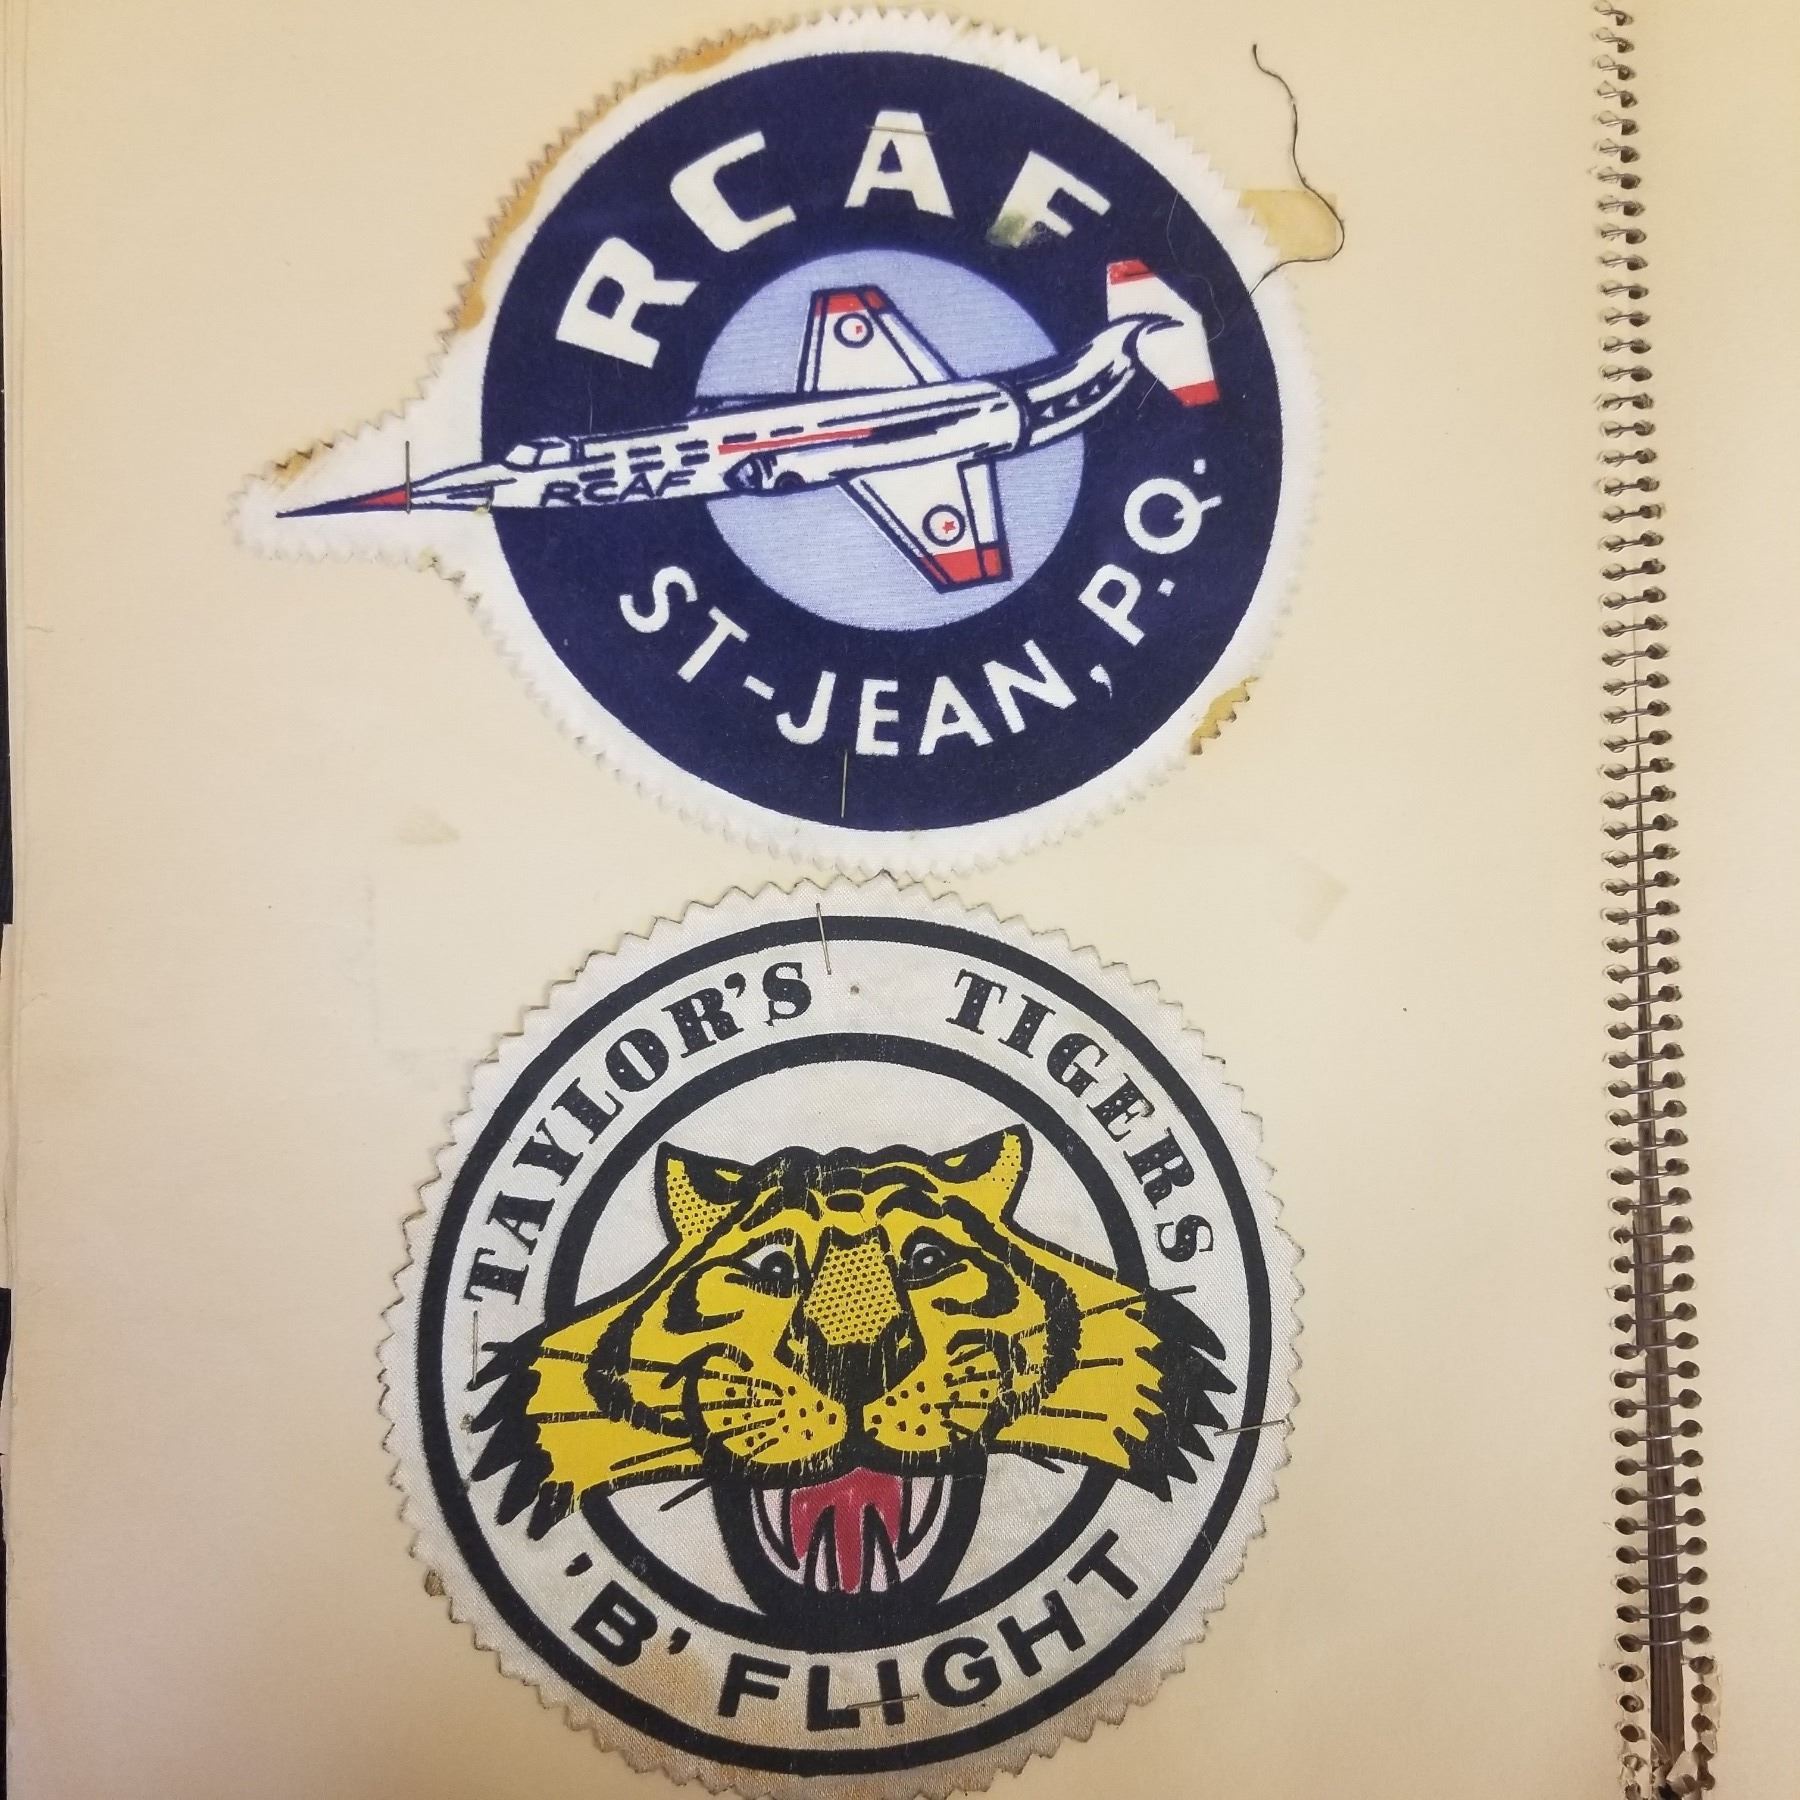 RCAF
RCAF
ST-JEAN, P.Q.
TAYLOR'S TIGERS
'B' FLIGHT